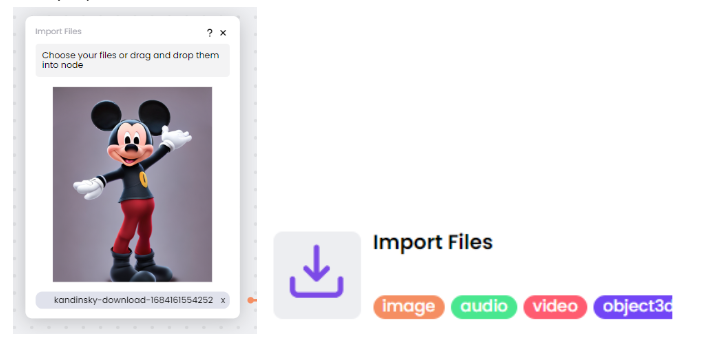 Import Files
? ×
Choose your files or drag and drop them
into node
kandinsky-download-1684161554252 x
Import Files
image audio video object3d